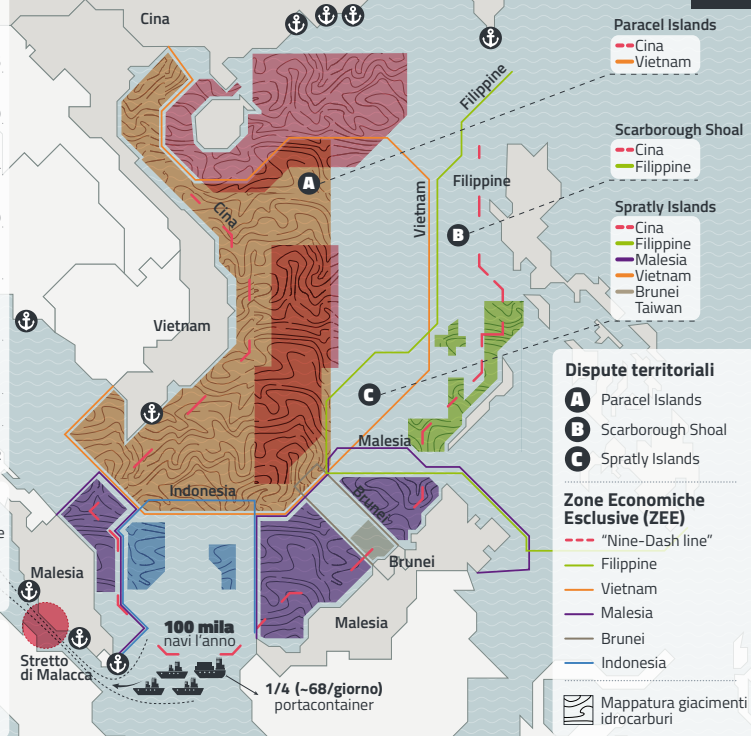 Cina
Paracel Islands
Cina
Vietnam
Filippine
Scarborough Shoal
Cina
Filippine
A
Filippine
Cina
Vietnam
Spratly Islands
Cina
Filippine
Malesia
Vietnam
Brunei
Taiwan
B
Vietnam
C
Malesia
Dispute territoriali
A Paracel Islands
B Scarborough Shoal
C Spratly Islands
Indonesia
Brunei
Zone Economiche
Esclusive (ZEE)
"Nine-Dash line"
Filippine
Vietnam
Malesia
Brunei
Indonesia
Mappatura giacimenti
idrocarburi
e
Malesia
Brunei
Malesia
100 mila
navi l'anno
Stretto
di Malacca
1/4 (~68/giorno)
portacontainer